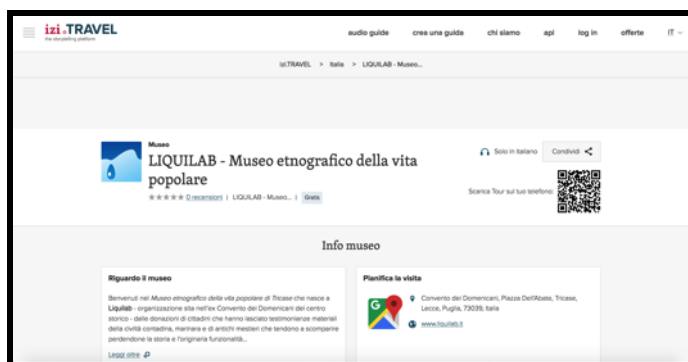 izi.TRAVEL
the storytelling platform
audio guide crea una guida chi siamo api log in offerte IT
izi.TRAVEL > Italia > LIQUILAB - Museo...
Museo
LIQUILAB - Museo etnografico della vita
popolare
0 recensioni | LIQUILAB - Museo... | Gratis
Solo in italiano Condividi
Scarica Tour sul tuo telefono:
Info museo
Riguardo il museo
Benvenuti nel Museo etnografico della vita popolare di Tricase che nasce a
Liquilab - organizzazione sita nell'ex Convento dei Domenicani del centro
storico - dalle donazioni di cittadini che hanno lasciato testimonianze materiali
della civiltà contadina, marinara e di antichi mestieri che tendono a scomparire
perdendone la storia e l'originaria funzionalità...
Leggi oltre
Planifica la visita
G
Convento dei Domenicani, Piazza Dell'Abate, Tricase,
Lecce, Puglia, 73039, Italia
www.liquilab.it